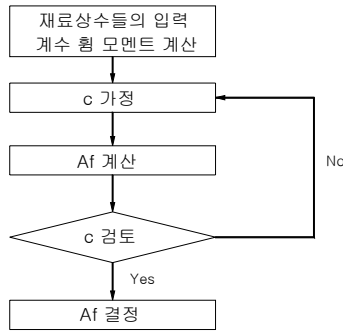 재료상수들의 입력
계수 휨 모멘트 계산
c 가정
Af 계산
No
c 검토
Yes
Af 결정